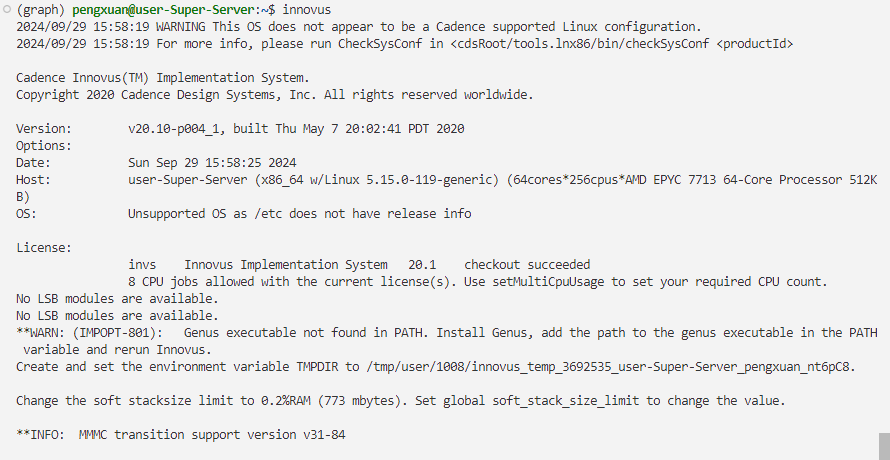 (graph) pengxuan@user-Super-Server:~$ innovus
2024/09/29 15:58:19 WARNING This OS does not appear to be a Cadence supported Linux configuration.
2024/09/29 15:58:19 For more info, please run CheckSysConf in <cdsRoot/tools.lnx86/bin/checkSysConf <productId>
Cadence Innovus(TM) Implementation System.
Copyright 2020 Cadence Design Systems, Inc. All rights reserved worldwide.
Version: v20.10-p004_1, built Thu May 7 20:02:41 PDT 2020
Options:
Date: Sun Sep 29 15:58:25 2024
Host: user-Super-Server (x86_64 w/Linux 5.15.0-119-generic) (64cores*256cpus*AMD EPYC 7713 64-Core Processor 512K
B)
OS: Unsupported OS as /etc does not have release info
License:
invs Innovus Implementation System 20.1 checkout succeeded
8 CPU jobs allowed with the current license(s). Use setMultiCpuUsage to set your required CPU count.
No LSB modules are available.
No LSB modules are available.
**WARN: (IMPOPT-801): Genus executable not found in PATH. Install Genus, add the path to the genus executable in the PATH
variable and rerun Innovus.
Create and set the environment variable TMPDIR to /tmp/user/1008/innovus_temp_3692535_user-Super-Server_pengxuan_nt6pC8.
Change the soft stacksize limit to 0.2%RAM (773 mbytes). Set global soft_stack_size_limit to change the value.
**INFO: MMMC transition support version v31-84